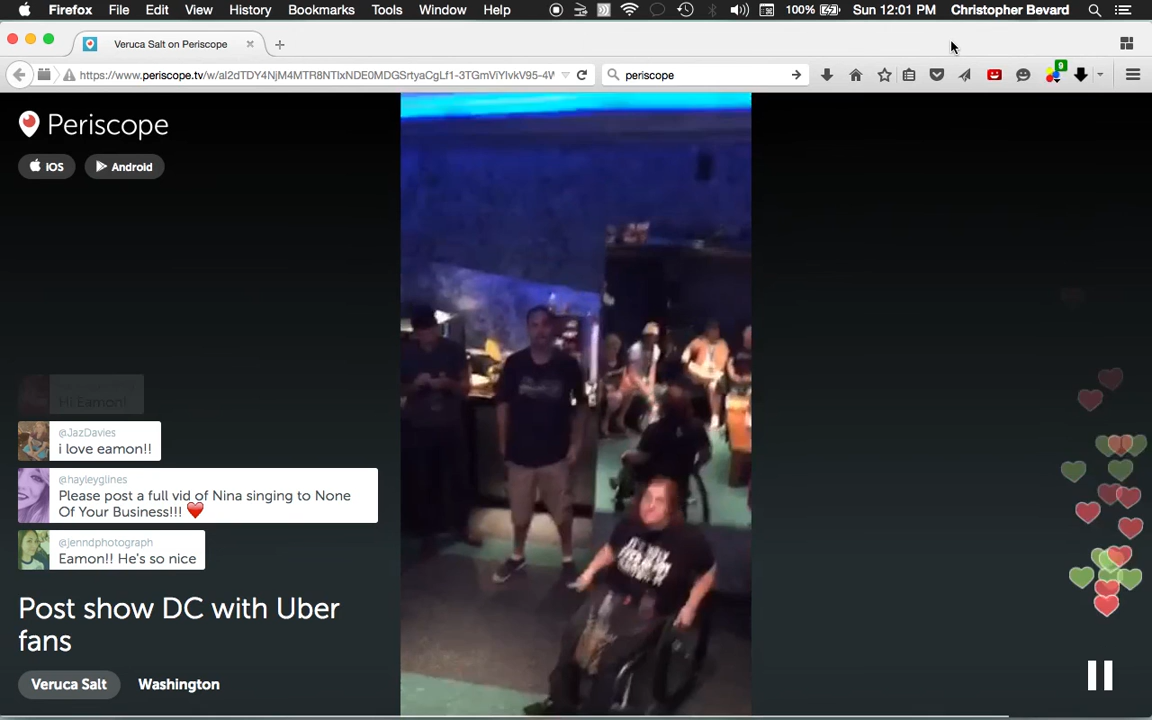 Firefox File Edit View History Bookmarks Tools Window Help 100% Sun 12:01 PM Christopher Bevard
Veruca Salt on Periscope
https://www.periscope.tv/w/
periscope
9
Periscope
iOS Android
Hi Eamon!
@JazDavies
i love eamon!!
@hayleyglines
Please post a full vid of Nina singing to None
Of Your Business!!! ❤️
@jenndphotograph
Eamon!! He's so nice
Post show DC with Uber
fans
Veruca Salt Washington